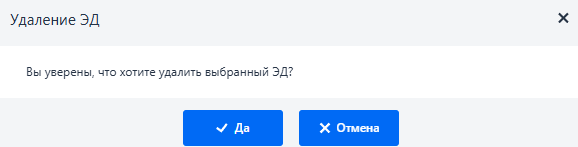 Удаление ЭД
Вы уверены, что хотите удалить выбранный ЭД?
Да
Отмена